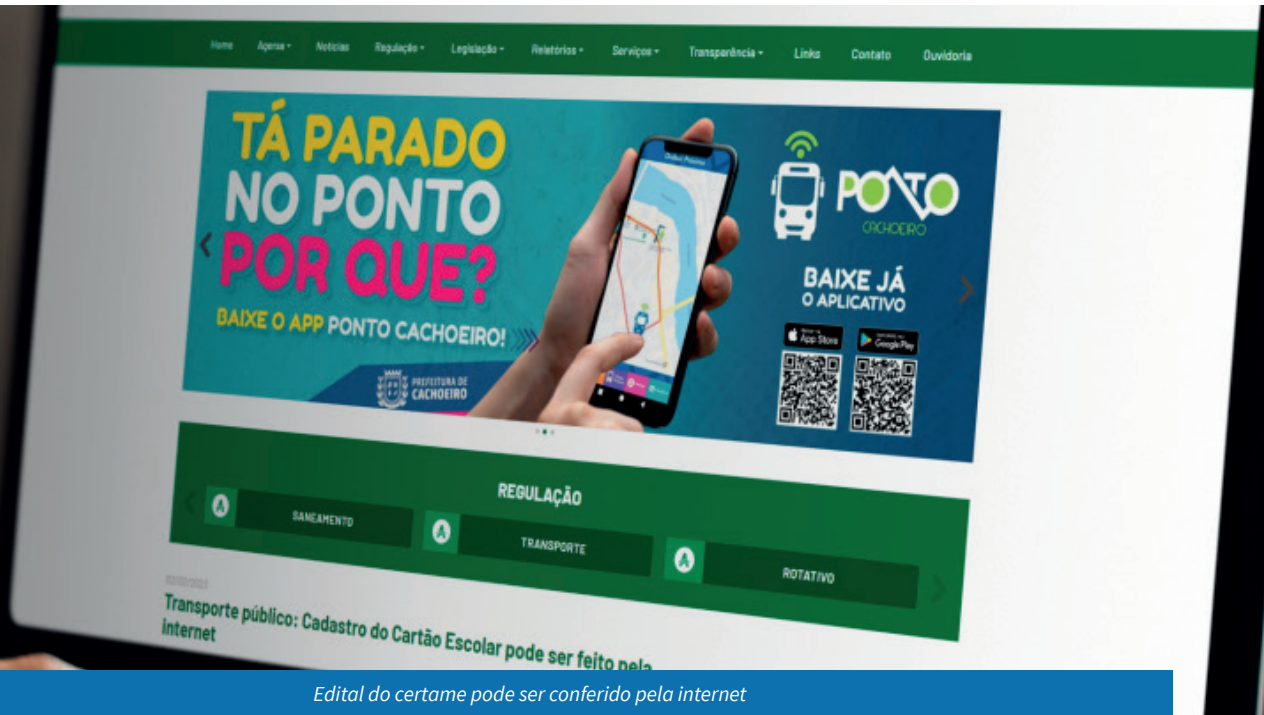 Home Agersa Notícias Regulação Legislação Relatórios Serviços Transparência Links Contato Ouvidoria
TÁ PARADO
NO PONTO
POR QUE?
BAIXE O APP PONTO CACHOEIRO!
PREFEITURA DE
CACHOEIRO
PONTO
CACHOEIRO
BAIXE JÁ
O APLICATIVO
App Store
Google Play
REGULAÇÃO
SANEAMENTO
TRANSPORTE
ROTATIVO
Transporte público: Cadastro do Cartão Escolar pode ser feito pela
internet
Edital do certame pode ser conferido pela internet